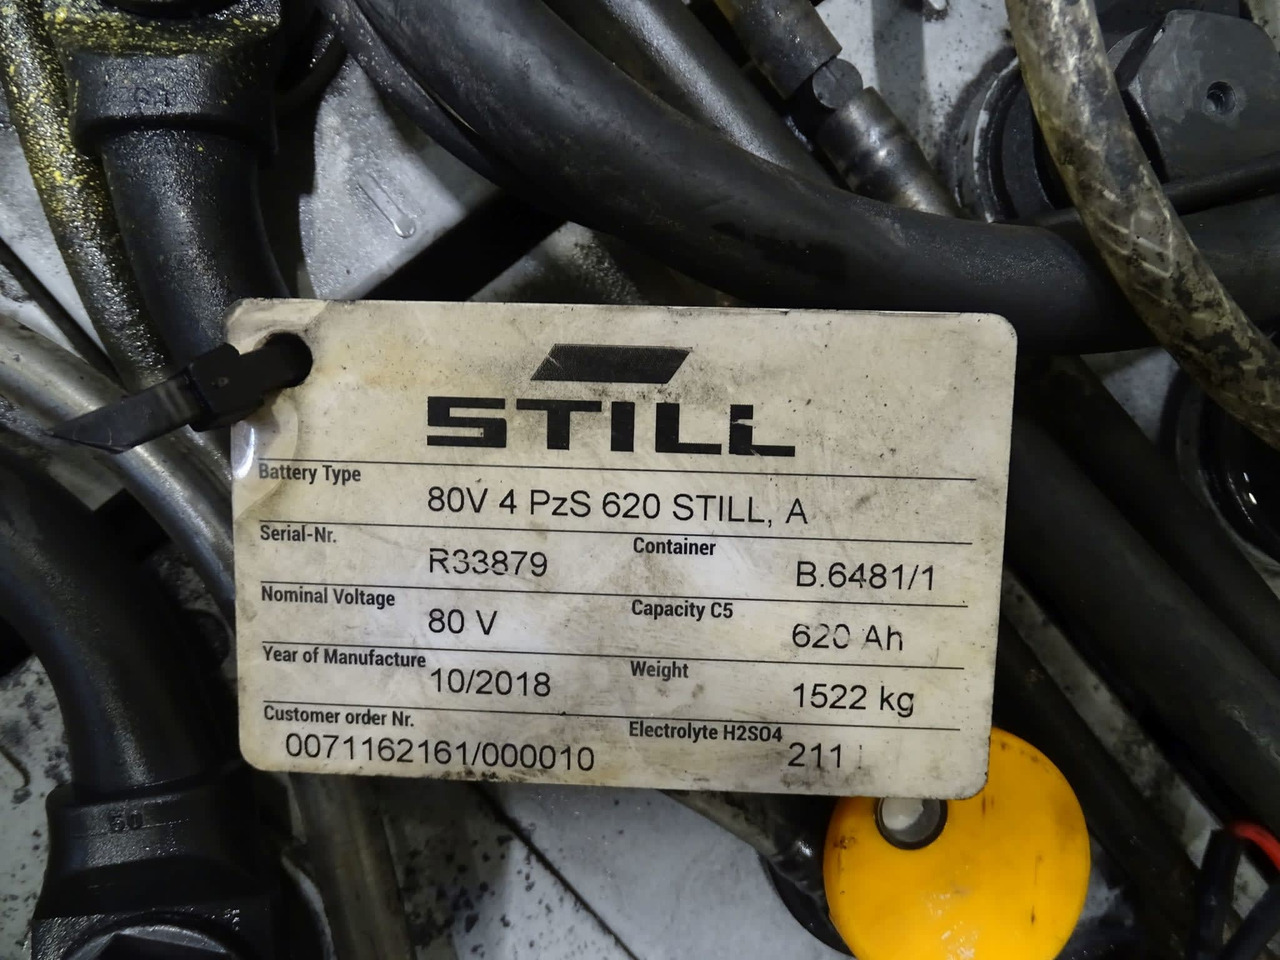 STILL
Battery Type
80V 4 PzS 620 STILL, A
Serial-Nr.
R33879
Container
B.6481/1
Nominal Voltage
80 V
Capacity C5
620 Ah
Year of Manufacture
10/2018
Weight
1522 kg
Customer order Nr.
0071162161/000010
Electrolyte H2SO4
211 l
50